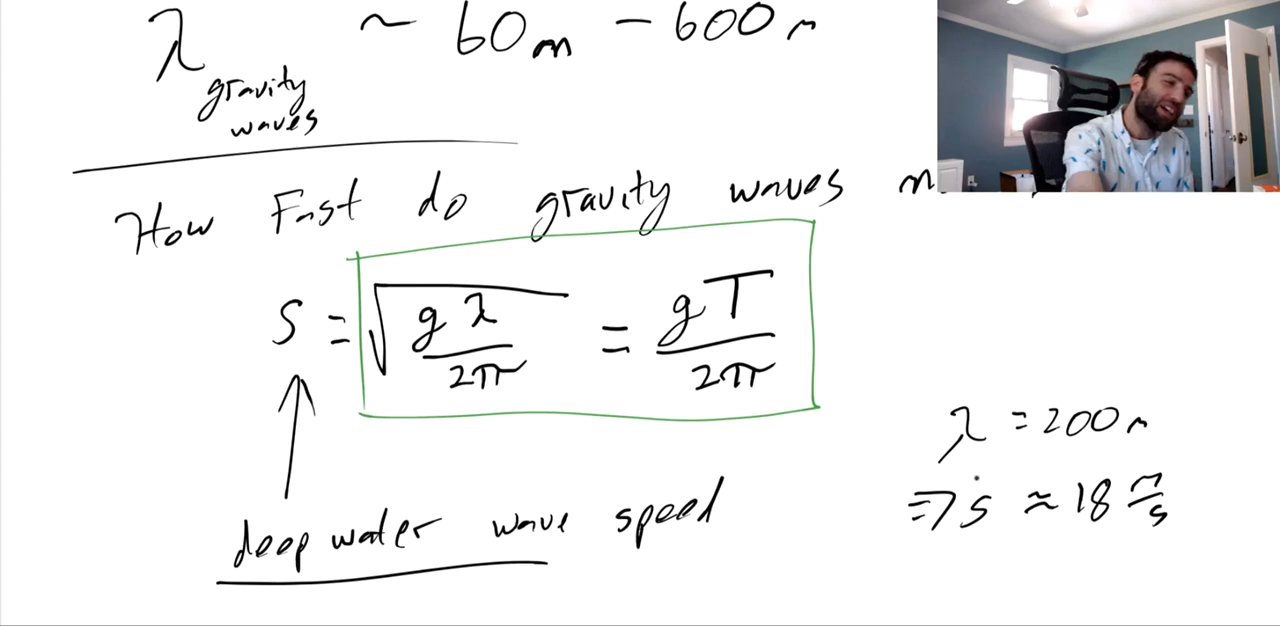 λ gravity waves ~ 60m - 600m
How Fast do gravity waves
S = √(gλ/2π) = gT/2π
λ = 200m
⇒ s ≈ 18 m/s
deep water wave speed